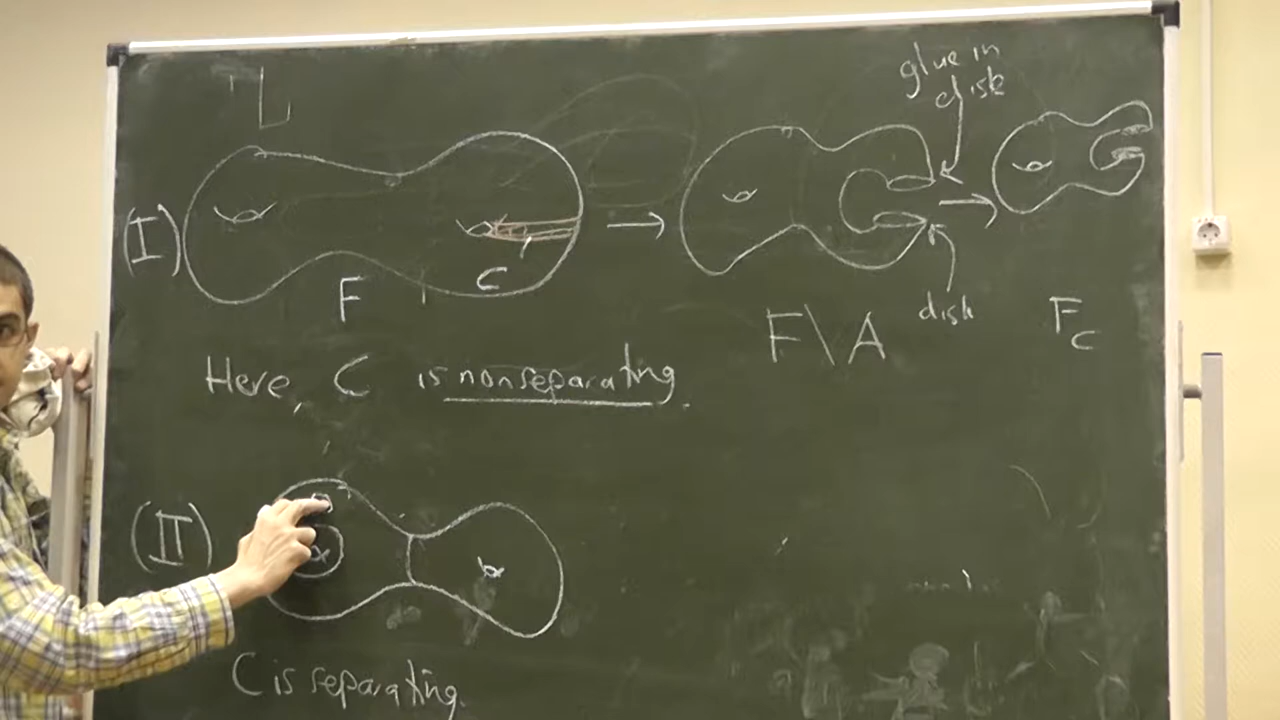 glue in
disk
(I)
C
F
disk
F\A
F_C
Here, C is nonseparating.
(II)
C is separating.